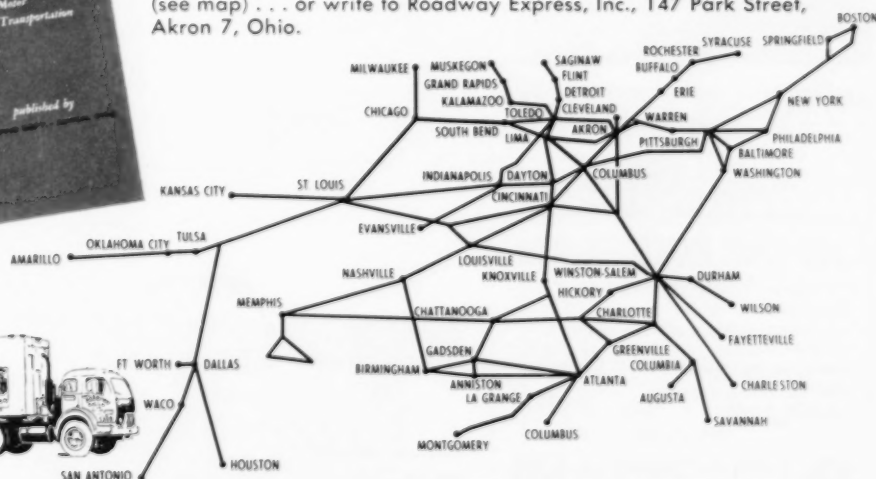 Motor
Transportation
published by
(see map) . . . or write to Roadway Express, Inc., 147 Park Street,
Akron 7, Ohio.
BOSTON
ROCHESTER SYRACUSE SPRINGFIELD
MILWAUKEE MUSKEGON SAGINAW BUFFALO
GRAND RAPIDS FLINT
KALAMAZOO DETROIT ERIE
CHICAGO TOLEDO CLEVELAND NEW YORK
SOUTH BEND LIMA AKRON WARREN
PITTSBURGH PHILADELPHIA
BALTIMORE
KANSAS CITY ST LOUIS INDIANAPOLIS DAYTON COLUMBUS WASHINGTON
CINCINNATI
EVANSVILLE
AMARILLO OKLAHOMA CITY TULSA
LOUISVILLE
NASHVILLE KNOXVILLE WINSTON-SALEM DURHAM
HICKORY
MEMPHIS CHATTANOOGA CHARLOTTE WILSON
FAYETTEVILLE
GADSDEN GREENVILLE
FT WORTH DALLAS BIRMINGHAM COLUMBIA
ANNISTON ATLANTA CHARLESTON
LA GRANGE AUGUSTA
WACO SAVANNAH
MONTGOMERY COLUMBUS
SAN ANTONIO HOUSTON